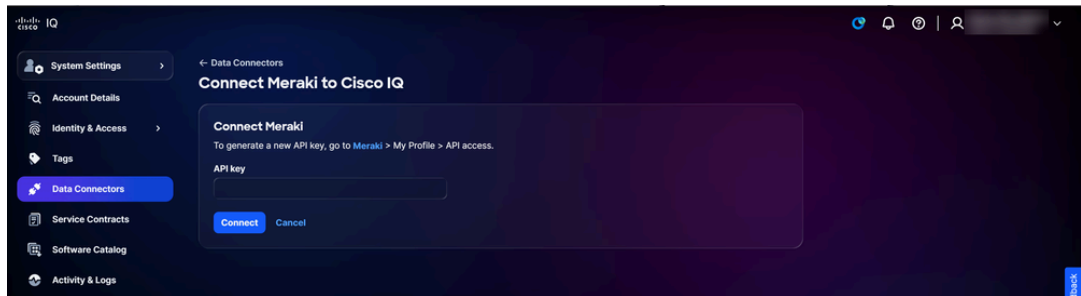 CISCO IQ
System Settings
Account Details
Identity & Access
Tags
Data Connectors
Service Contracts
Software Catalog
Activity & Logs
← Data Connectors
Connect Meraki to Cisco IQ
Connect Meraki
To generate a new API key, go to Meraki > My Profile > API access.
API key
Connect Cancel
back